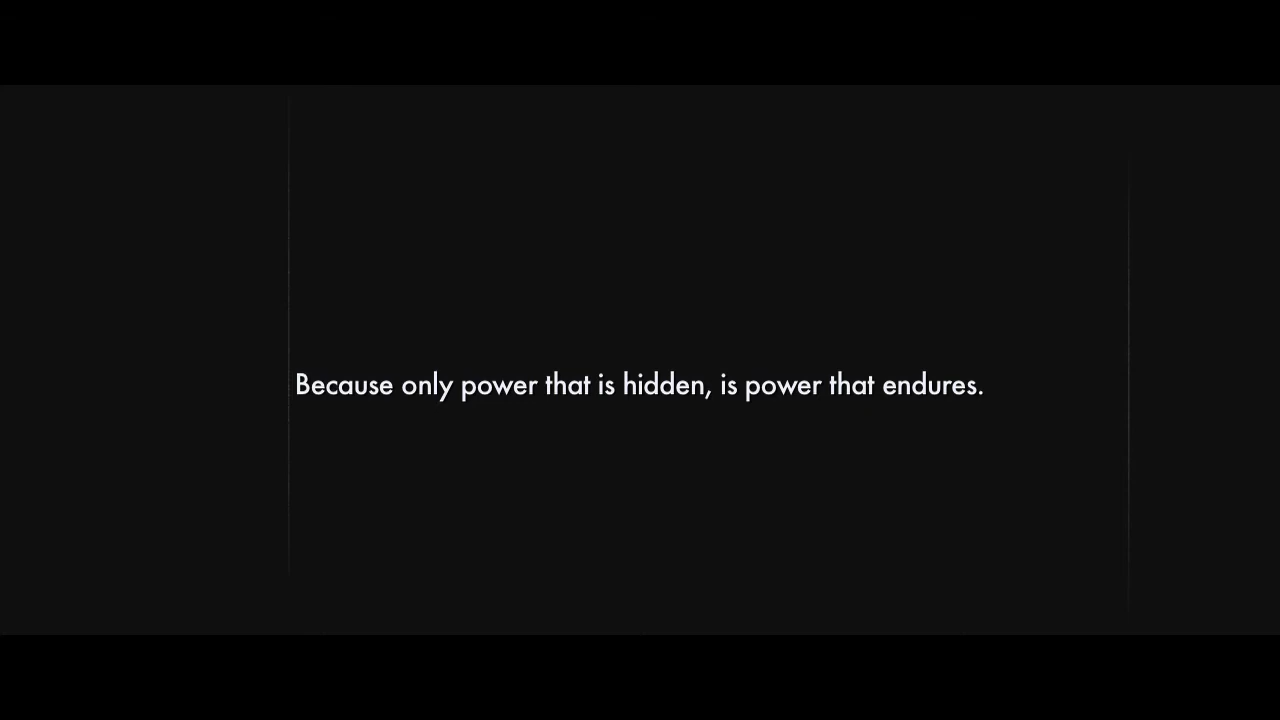 Because only power that is hidden, is power that endures.